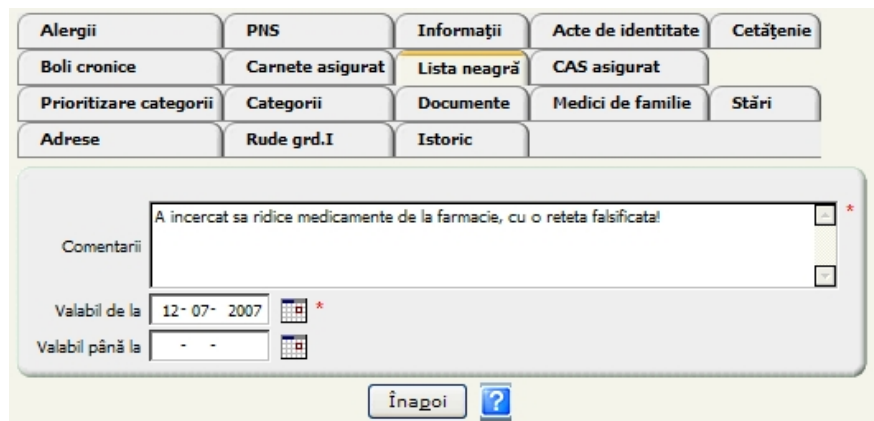 Alergii PNS Informaţii Acte de identitate Cetăţenie
Boli cronice Carnete asigurat Lista neagră CAS asigurat
Prioritizare categorii Categorii Documente Medici de familie Stări
Adrese Rude grd.I Istoric
A incercat sa ridice medicamente de la farmacie, cu o reteta falsificata! *
Comentarii
Valabil de la 12- 07- 2007 *
Valabil până la - -
Înapoi ?